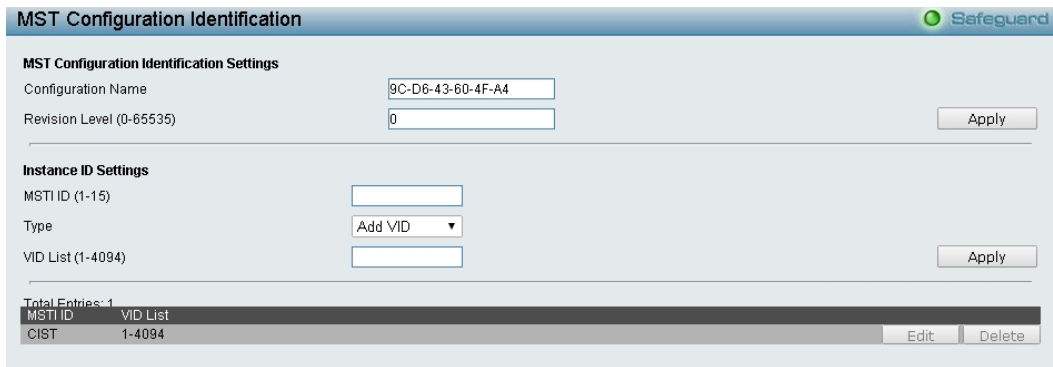 MST Configuration Identification Safeguard
MST Configuration Identification Settings
Configuration Name 9C-D6-43-60-4F-A4
Revision Level (0-65535) 0 Apply
Instance ID Settings
MSTI ID (1-15)
Type Add VID
VID List (1-4094) Apply
Total Entries: 1
MSTI ID VID List
CIST 1-4094 Edit Delete